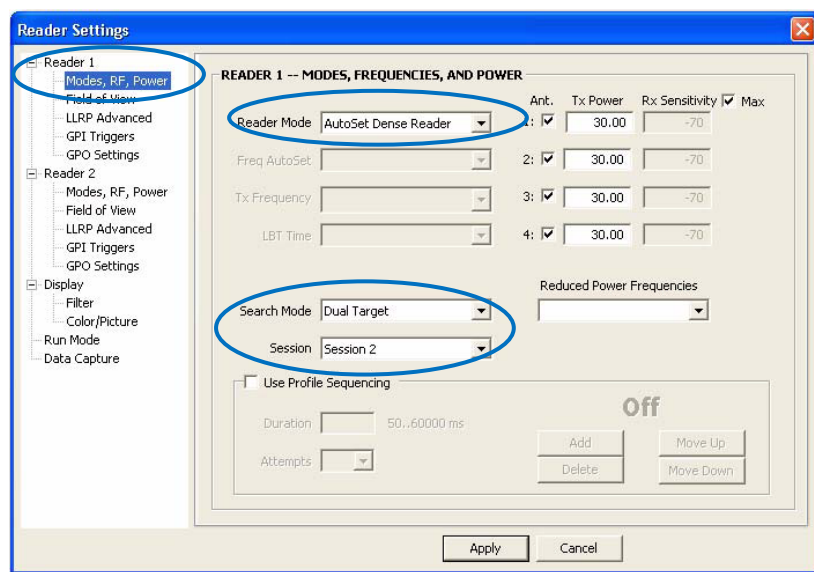 Reader Settings
Reader 1
Modes, RF, Power
Field of View
LLRP Advanced
GPI Triggers
GPO Settings
Reader 2
Modes, RF, Power
Field of View
LLRP Advanced
GPI Triggers
GPO Settings
Display
Filter
Color/Picture
Run Mode
Data Capture
READER 1 -- MODES, FREQUENCIES, AND POWER
Ant. Tx Power Rx Sensitivity Max
Reader Mode AutoSet Dense Reader 1: 30.00 -70
Freq AutoSet 2: 30.00 -70
Tx Frequency 3: 30.00 -70
LBT Time 4: 30.00 -70
Reduced Power Frequencies
Search Mode Dual Target
Session Session 2
Use Profile Sequencing
Off
Duration 50..60000 ms
Add Move Up
Attempts
Delete Move Down
Apply Cancel